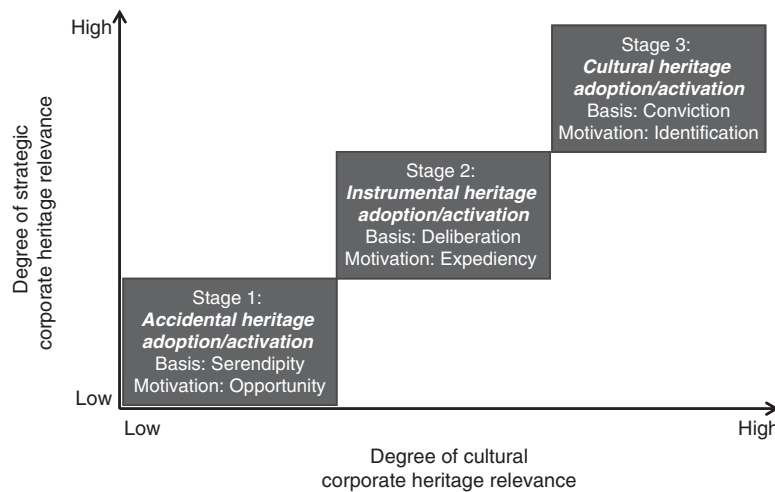 High
Degree of strategic
corporate heritage relevance
Stage 3:
Cultural heritage
adoption/activation
Basis: Conviction
Motivation: Identification
Stage 2:
Instrumental heritage
adoption/activation
Basis: Deliberation
Motivation: Expediency
Stage 1:
Accidental heritage
adoption/activation
Basis: Serendipity
Motivation: Opportunity
Low
Low
High
Degree of cultural
corporate heritage relevance